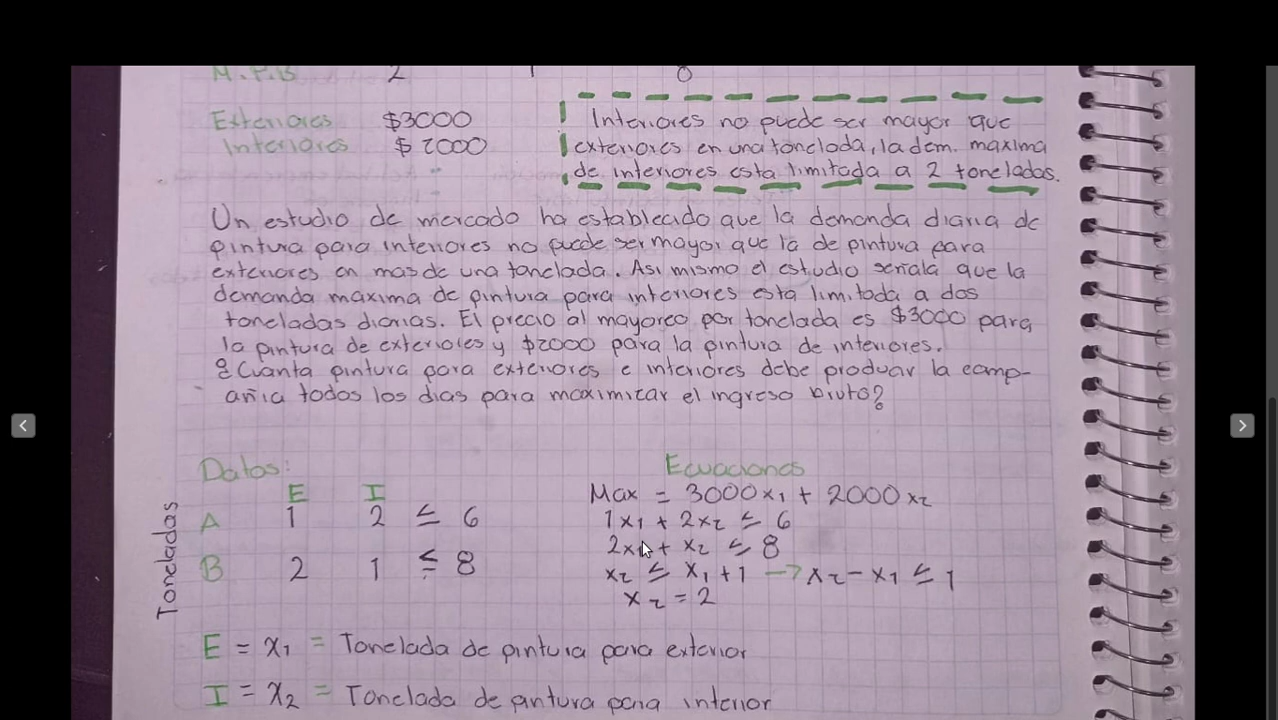 M.P.B 2 1 0
Exteriores $3000
Interiores $2000
Interiores no puede ser mayor que
exteriores en una tonelada, la dem. maxima
de interiores esta limitada a 2 toneladas.
Un estudio de mercado ha establecido que la demanda diaria de
pintura para interiores no puede ser mayor que la de pintura para
exteriores en mas de una tonelada. Asi mismo el estudio señala que la
demanda maxima de pintura para interiores esta limitada a dos
toneladas diarias. El precio al mayoreo por tonelada es $3000 para
la pintura de exteriores y $2000 para la pintura de interiores.
¿Cuanta pintura para exteriores e interiores debe producir la comp-
añia todos los dias para maximizar el ingreso bruto?
Datos:
E I
A 1 2 ≤ 6
B 2 1 ≤ 8
Toneladas
Ecuaciones
Max = 3000x1 + 2000x2
1x1 + 2x2 ≤ 6
2x1 + x2 ≤ 8
x2 ≤ x1 + 1 → x2 - x1 ≤ 1
x2 = 2
E = x1 = Tonelada de pintura para exterior
I = x2 = Tonelada de pintura para interior